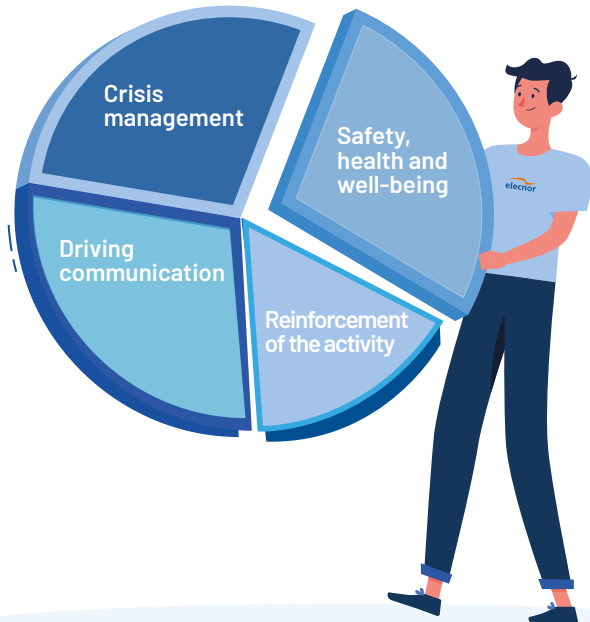 Crisis
management
Safety,
health and
well-being
elecnor
Driving
communication
Reinforcement
of the activity